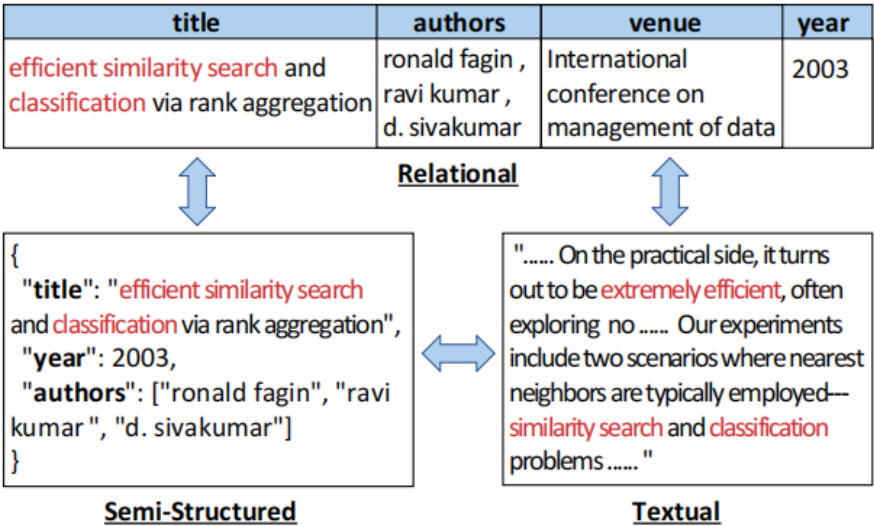 title authors venue year
efficient similarity search and
classification via rank aggregation
ronald fagin ,
ravi kumar ,
d. sivakumar
International
conference on
management of data
2003
Relational
{
"title": "efficient similarity search
and classification via rank aggregation",
"year": 2003,
"authors": ["ronald fagin", "ravi
kumar ", "d. sivakumar"]
}
Semi-Structured
"...... On the practical side, it turns
out to be extremely efficient, often
exploring no ...... Our experiments
include two scenarios where nearest
neighbors are typically employed---
similarity search and classification
problems ...... "
Textual